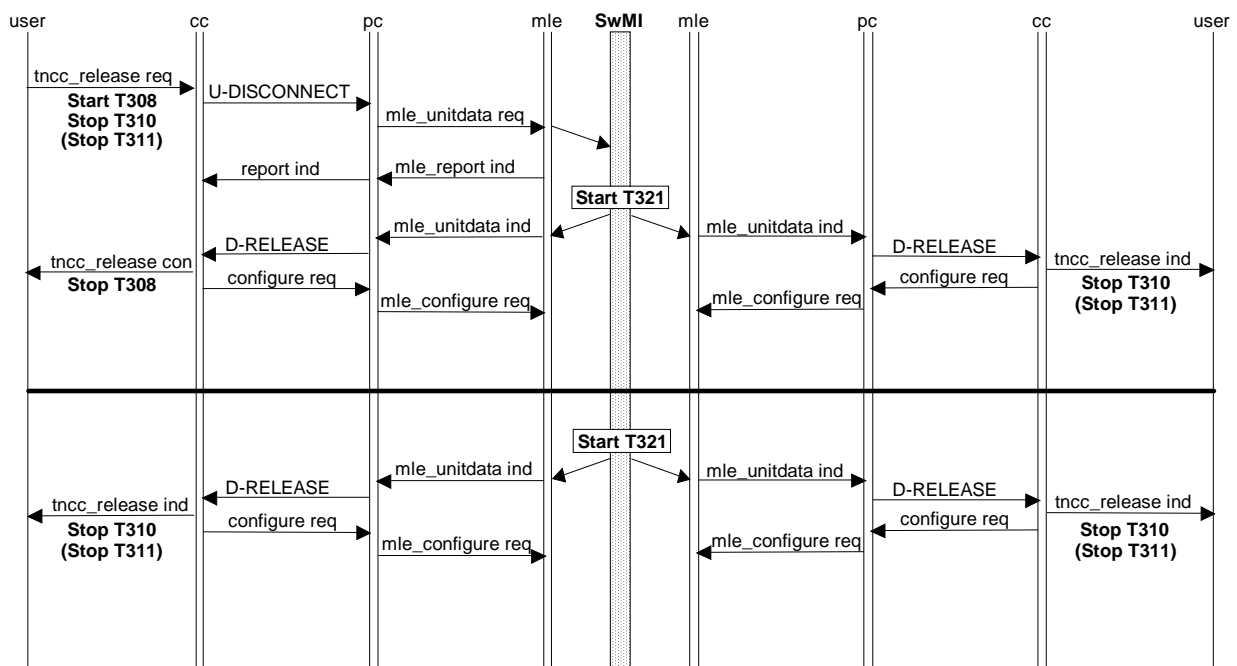 user cc pc mle SwMI mle pc cc user
tncc_release req
Start T308
Stop T310
(Stop T311)
U-DISCONNECT
mle_unitdata req
report ind
mle_report ind
Start T321
mle_unitdata ind
mle_unitdata ind
D-RELEASE
D-RELEASE
tncc_release con
Stop T308
tncc_release ind
Stop T310
(Stop T311)
configure req
configure req
mle_configure req
mle_configure req
Start T321
mle_unitdata ind
mle_unitdata ind
D-RELEASE
D-RELEASE
tncc_release ind
Stop T310
(Stop T311)
tncc_release ind
Stop T310
(Stop T311)
configure req
configure req
mle_configure req
mle_configure req